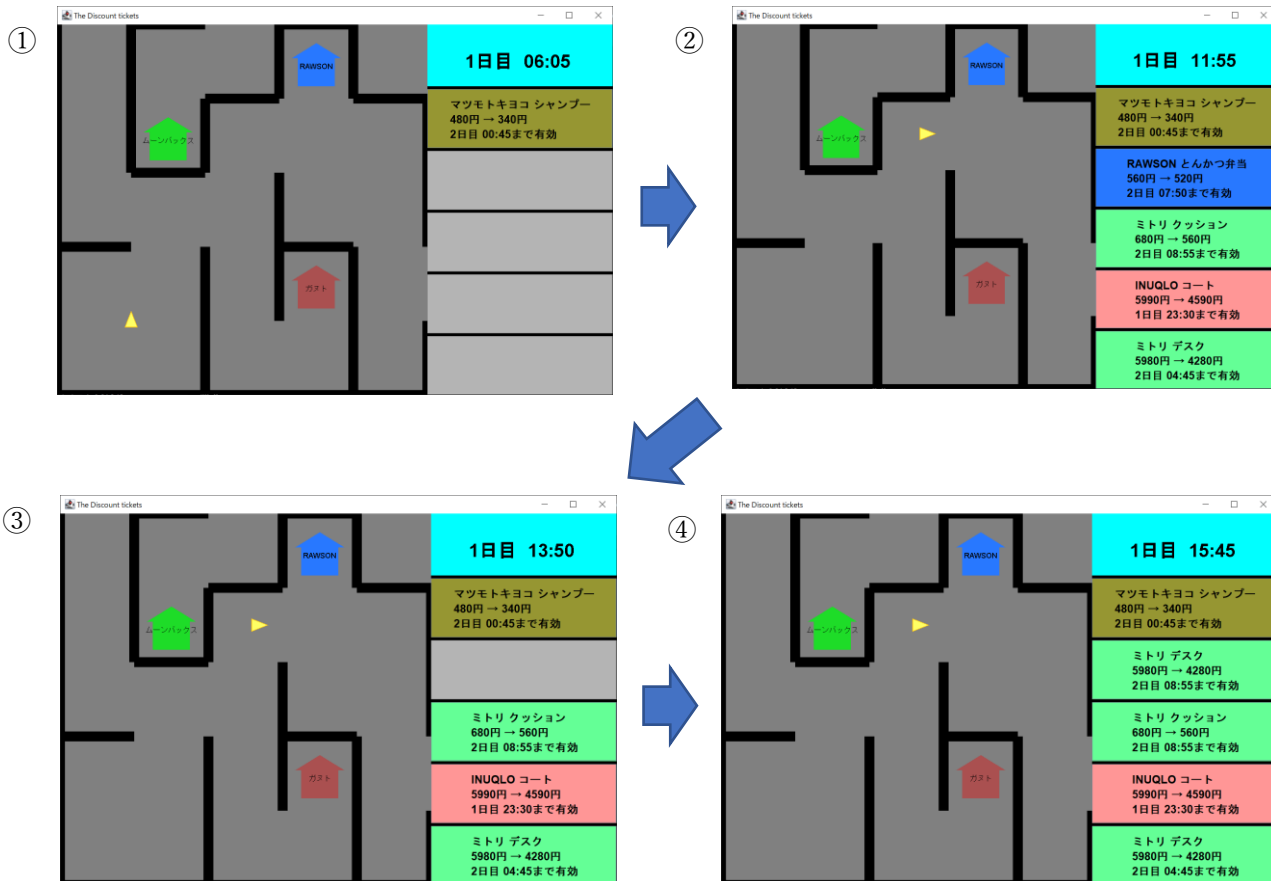 ①
The Discount tickets
RAWSON
ムーンバックス
ガヌト
1日目 06:05
マツモトキヨコ シャンプー
480円 → 340円
2日目 00:45まで有効
②
The Discount tickets
RAWSON
ムーンバックス
ガヌト
1日目 11:55
マツモトキヨコ シャンプー
480円 → 340円
2日目 00:45まで有効
RAWSON とんかつ弁当
560円 → 520円
2日目 07:50まで有効
ミトリ クッション
680円 → 560円
2日目 08:55まで有効
INUQLO コート
5990円 → 4590円
1日目 23:30まで有効
ミトリ デスク
5980円 → 4280円
2日目 04:45まで有効
③
The Discount tickets
RAWSON
ムーンバックス
ガヌト
1日目 13:50
マツモトキヨコ シャンプー
480円 → 340円
2日目 00:45まで有効
ミトリ クッション
680円 → 560円
2日目 08:55まで有効
INUQLO コート
5990円 → 4590円
1日目 23:30まで有効
ミトリ デスク
5980円 → 4280円
2日目 04:45まで有効
④
The Discount tickets
RAWSON
ムーンバックス
ガヌト
1日目 15:45
マツモトキヨコ シャンプー
480円 → 340円
2日目 00:45まで有効
ミトリ デスク
5980円 → 4280円
2日目 08:55まで有効
ミトリ クッション
680円 → 560円
2日目 08:55まで有効
INUQLO コート
5990円 → 4590円
1日目 23:30まで有効
ミトリ デスク
5980円 → 4280円
2日目 04:45まで有効